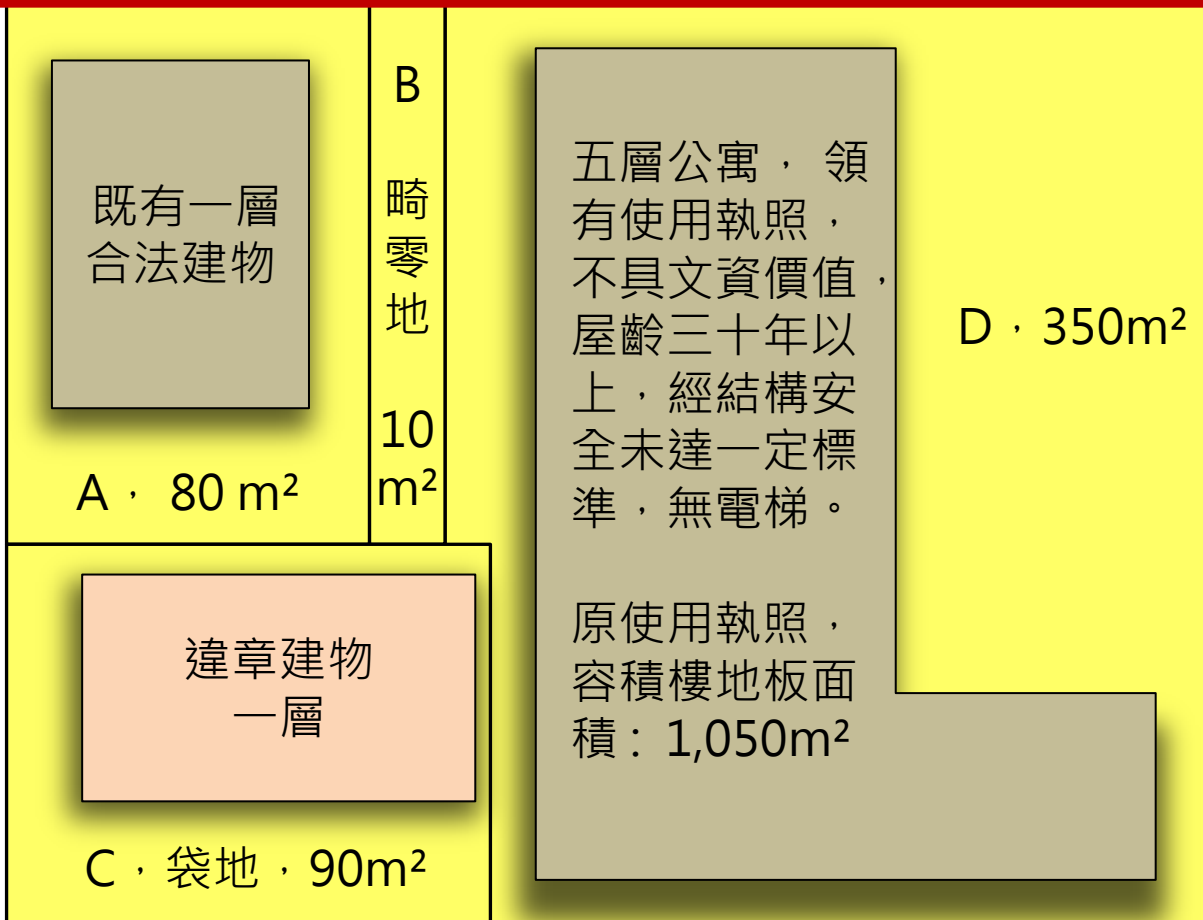 既有一層
合法建物
A， 80 m²
B
畸
零
地
10
m²
違章建物
一層
C，袋地，90m²
五層公寓， 領
有使用執照，
不具文資價值，
屋齡三十年以
上，經結構安
全未達一定標
準，無電梯。
原使用執照，
容積樓地板面
積：1,050m²
D，350m²